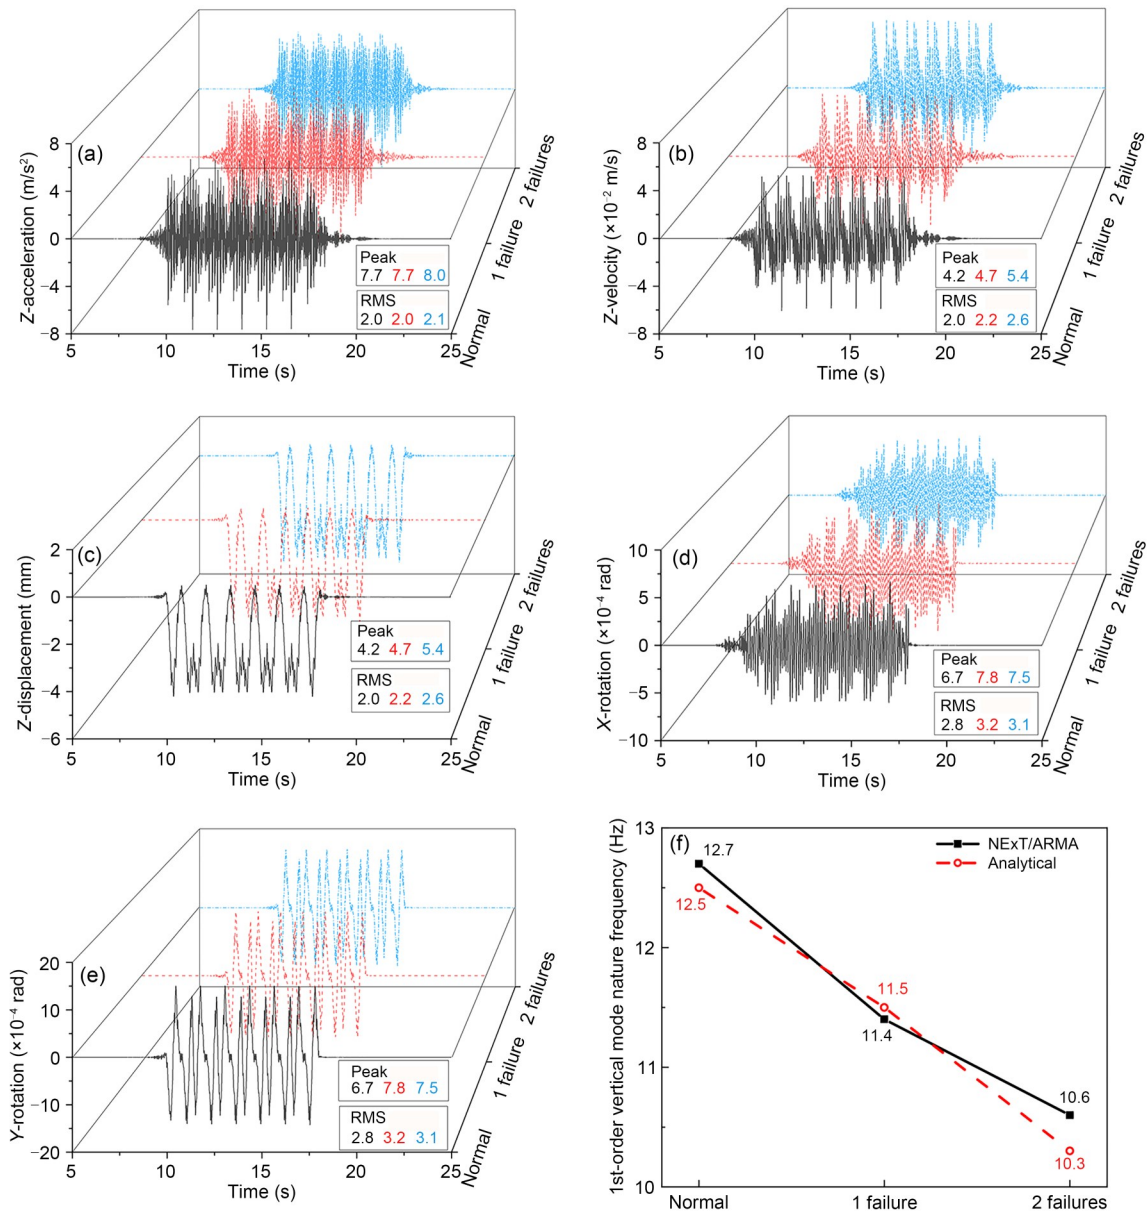 (a)
Z-acceleration (m/s²)
8
4
0
−4
−8
Peak
7.7 7.7 8.0
RMS
2.0 2.0 2.1
5 10 15 20 25
Time (s)
Normal
1 failure
2 failures
(b)
Z-velocity (×10⁻² m/s)
8
4
0
−4
−8
Peak
4.2 4.7 5.4
RMS
2.0 2.2 2.6
5 10 15 20 25
Time (s)
Normal
1 failure
2 failures
(c)
Z-displacement (mm)
2
0
−2
−4
−6
Peak
4.2 4.7 5.4
RMS
2.0 2.2 2.6
5 10 15 20 25
Time (s)
Normal
1 failure
2 failures
(d)
X-rotation (×10⁻⁴ rad)
10
5
0
−5
−10
Peak
6.7 7.8 7.5
RMS
2.8 3.2 3.1
5 10 15 20 25
Time (s)
Normal
1 failure
2 failures
(e)
Y-rotation (×10⁻⁴ rad)
20
10
0
−10
−20
Peak
6.7 7.8 7.5
RMS
2.8 3.2 3.1
5 10 15 20 25
Time (s)
Normal
1 failure
2 failures
(f)
1st-order vertical mode nature frequency (Hz)
13
12
11
10
NExT/ARMA
Analytical
12.7
12.5
11.5
11.4
10.6
10.3
Normal 1 failure 2 failures